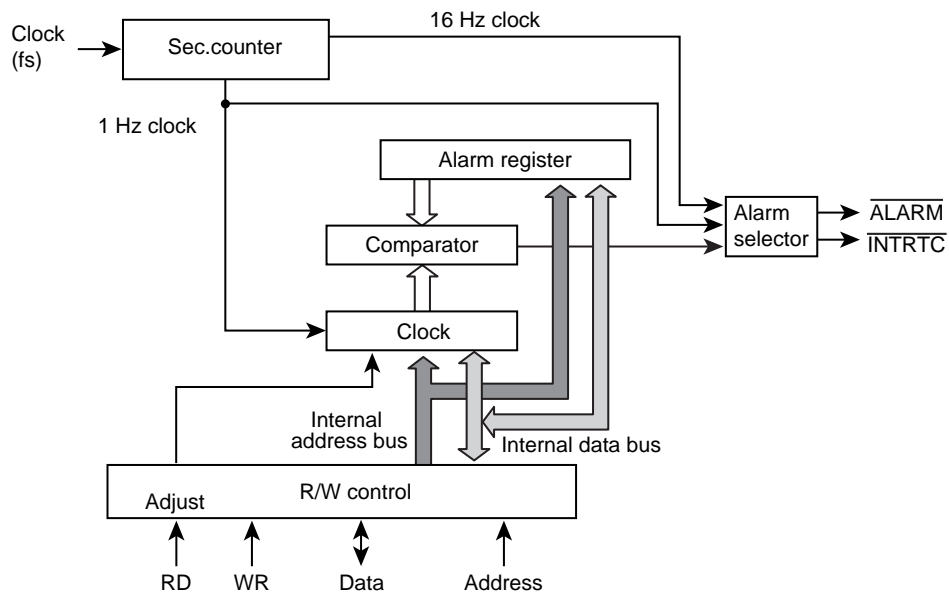 16 Hz clock
Clock
(fs)
Sec.counter
1 Hz clock
Alarm register
Alarm
selector
ALARM
INTRTC
Comparator
Clock
Internal
address bus
Internal data bus
R/W control
Adjust
RD
WR
Data
Address